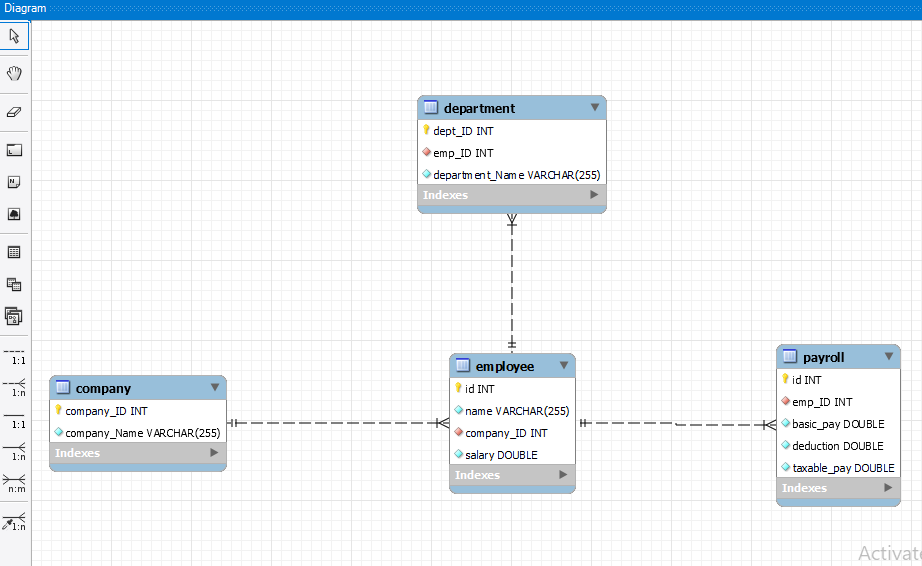 Diagram
department
dept_ID INT
emp_ID INT
department_Name VARCHAR(255)
Indexes
company
company_ID INT
company_Name VARCHAR(255)
Indexes
employee
id INT
name VARCHAR(255)
company_ID INT
salary DOUBLE
Indexes
payroll
id INT
emp_ID INT
basic_pay DOUBLE
deduction DOUBLE
taxable_pay DOUBLE
Indexes
1:1
1:n
1:1
1:n
n:m
1:n
Activate